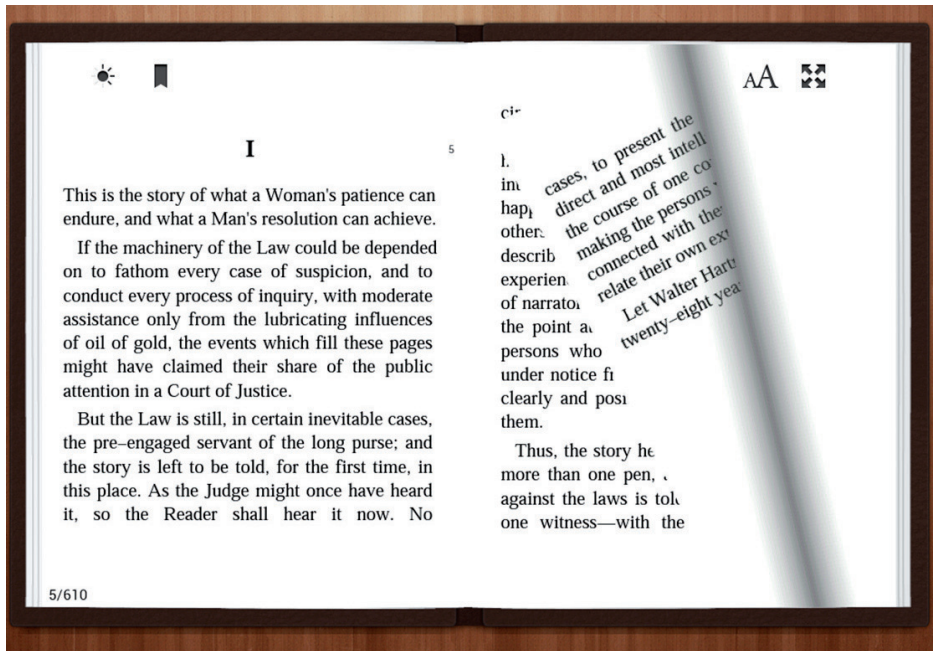 AA
I
5
This is the story of what a Woman's patience can
endure, and what a Man's resolution can achieve.
If the machinery of the Law could be depended
on to fathom every case of suspicion, and to
conduct every process of inquiry, with moderate
assistance only from the lubricating influences
of oil of gold, the events which fill these pages
might have claimed their share of the public
attention in a Court of Justice.
But the Law is still, in certain inevitable cases,
the pre–engaged servant of the long purse; and
the story is left to be told, for the first time, in
this place. As the Judge might once have heard
it, so the Reader shall hear it now. No
5/610
of
the point
persons who
under notice
clearly and
them.
Thus, the story
more than one pen,
against the laws is
one witness—with the
cases, to present the
direct and most
the course of one
making the persons
connected with
relate their own
Let Walter
twenty–eight